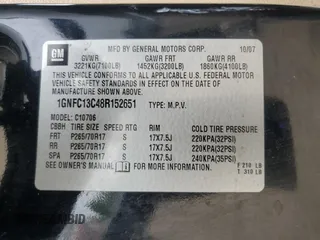 GM MFD BY GENERAL MOTORS CORP. 10/07
GVWR GAWR FRT GAWR RR
3221KG(7100LB) 1452KG(3200LB) 1860KG(4100LB)
THIS VEHICLE CONFORMS TO ALL APPLICABLE U.S. FEDERAL MOTOR
VEHICLE SAFETY STANDARDS IN EFFECT ON THE DATE OF
MANUFACTURE SHOWN ABOVE.
1GNFC13C48R152651 TYPE: M.P.V.
MODEL: C10706
CBBH TIRE SIZE SPEED RTG RIM COLD TIRE PRESSURE
FRT P265/70R17 S 17X7.5J 220KPA(32PSI)
RR P265/70R17 S 17X7.5J 220KPA(32PSI)
SPA P265/70R17 S 17X7.5J 240KPA(35PSI)
SEE OWNER'S MANUAL FOR MORE INFORMATION.
T 310 LB